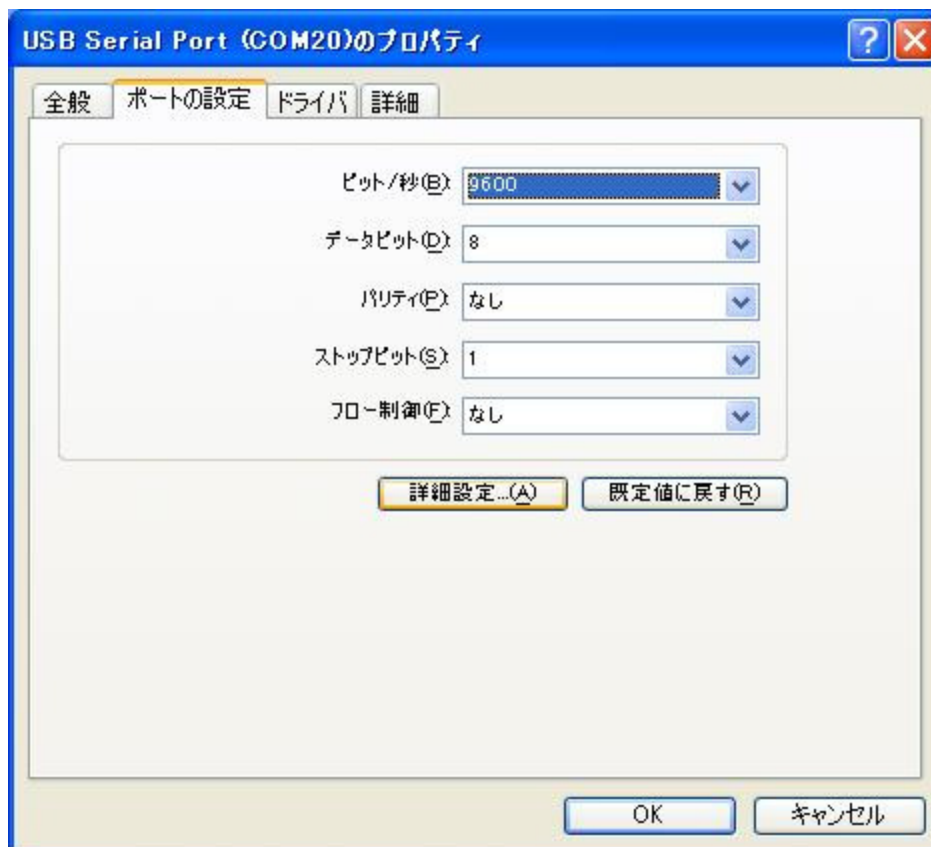 USB Serial Port (COM20)のプロパティ
全般 ポートの設定 ドライバ 詳細
ビット/秒(B): 9600
データ ビット(D): 8
パリティ(P): なし
ストップ ビット(S): 1
フロー制御(F): なし
詳細設定...(A) 既定値に戻す(R)
OK キャンセル